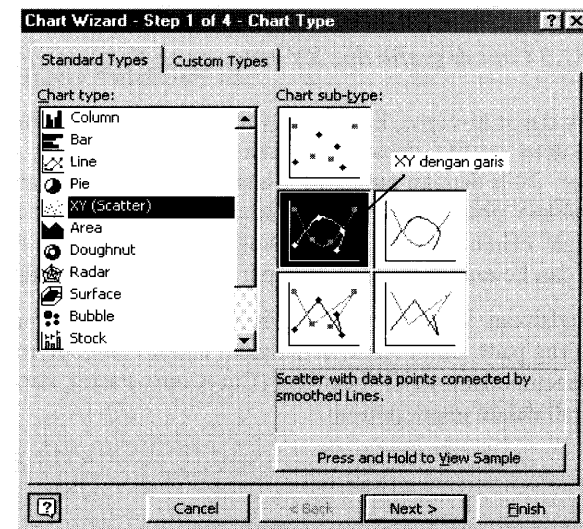 Chart Wizard - Step 1 of 4 - Chart Type
Standard Types
Custom Types
Chart type:
Column
Bar
Line
Pie
XY (Scatter)
Area
Doughnut
Radar
Surface
Bubble
Stock
Chart sub-type:
XY dengan garis
Scatter with data points connected by
smoothed Lines.
Press and Hold to View Sample
Cancel
< Back
Next >
Finish